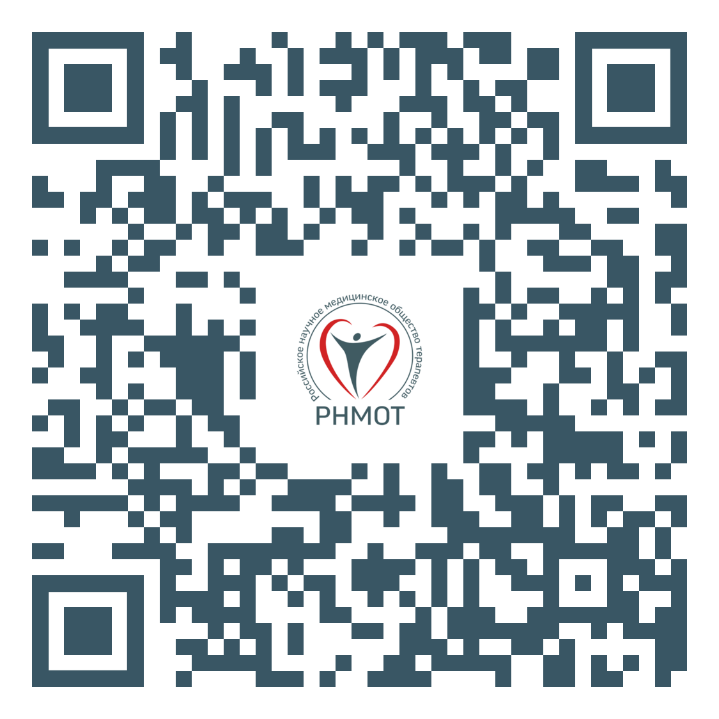 Российское научное медицинское общество терапевтов
РНМОТ